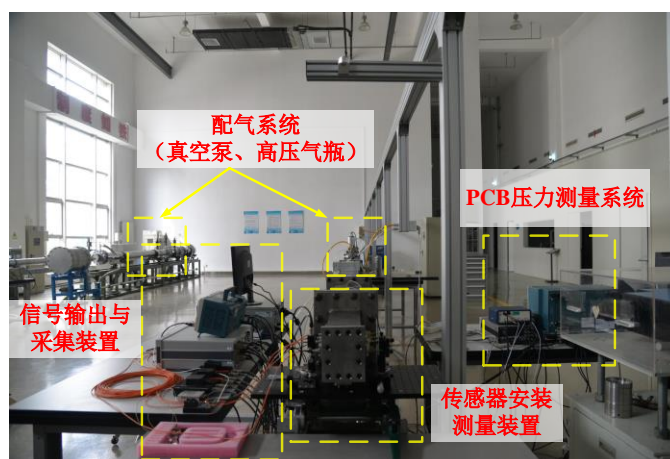 配气系统
（真空泵、高压气瓶）
PCB压力测量系统
信号输出与
采集装置
传感器安装
测量装置